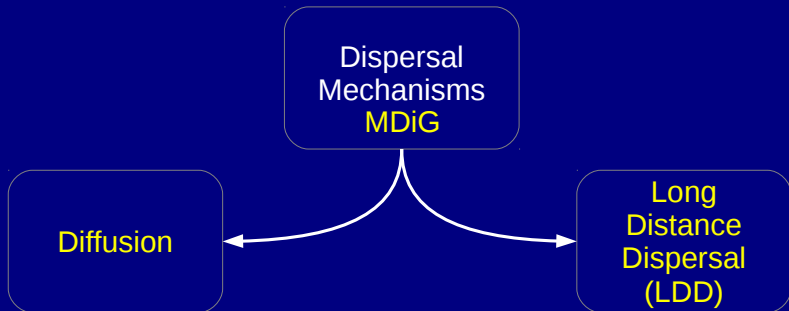 Dispersal
Mechanisms
MDiG
Diffusion
Long
Distance
Dispersal
(LDD)